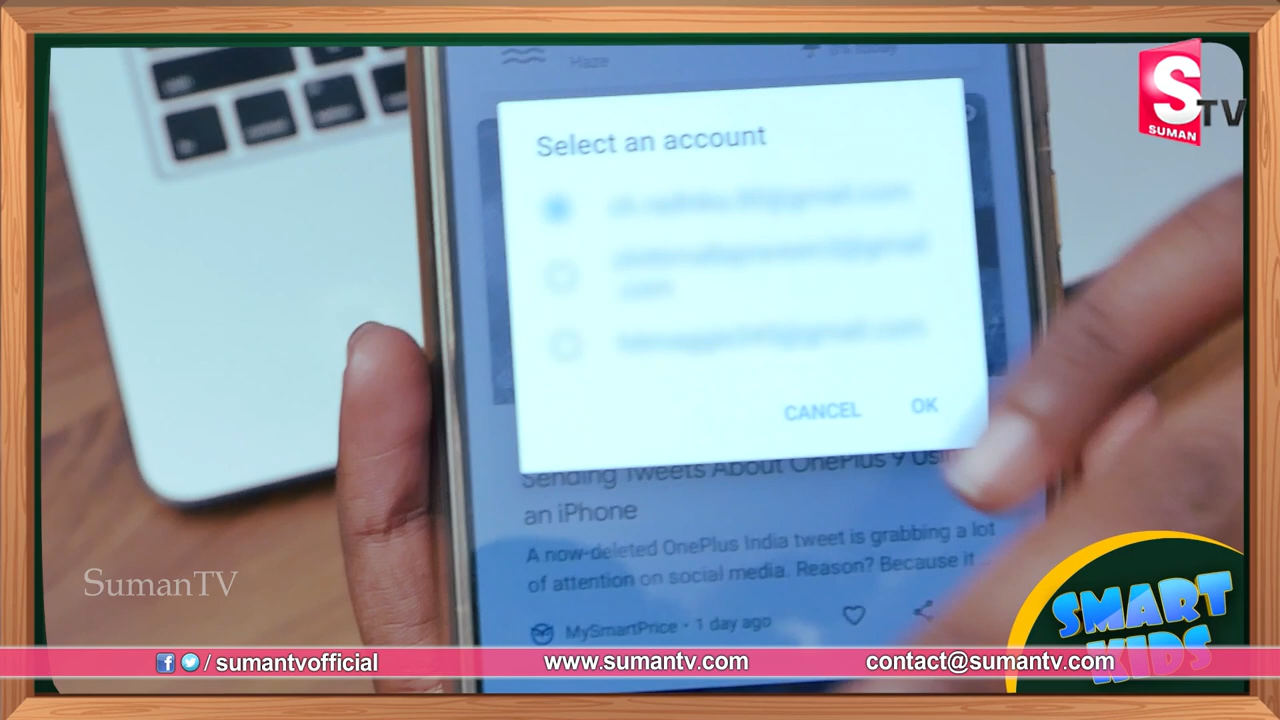 Haze
Select an account
CANCEL
OK
Sending Tweets About OnePlus 9
an iPhone
A now-deleted OnePlus India tweet is grabbing a lot
of attention on social media. Reason? Because it ...
MySmartPrice • 1 day ago
S TV
SUMAN
SumanTV
SMART
KIDS
/ sumantvofficial
www.sumantv.com
contact@sumantv.com